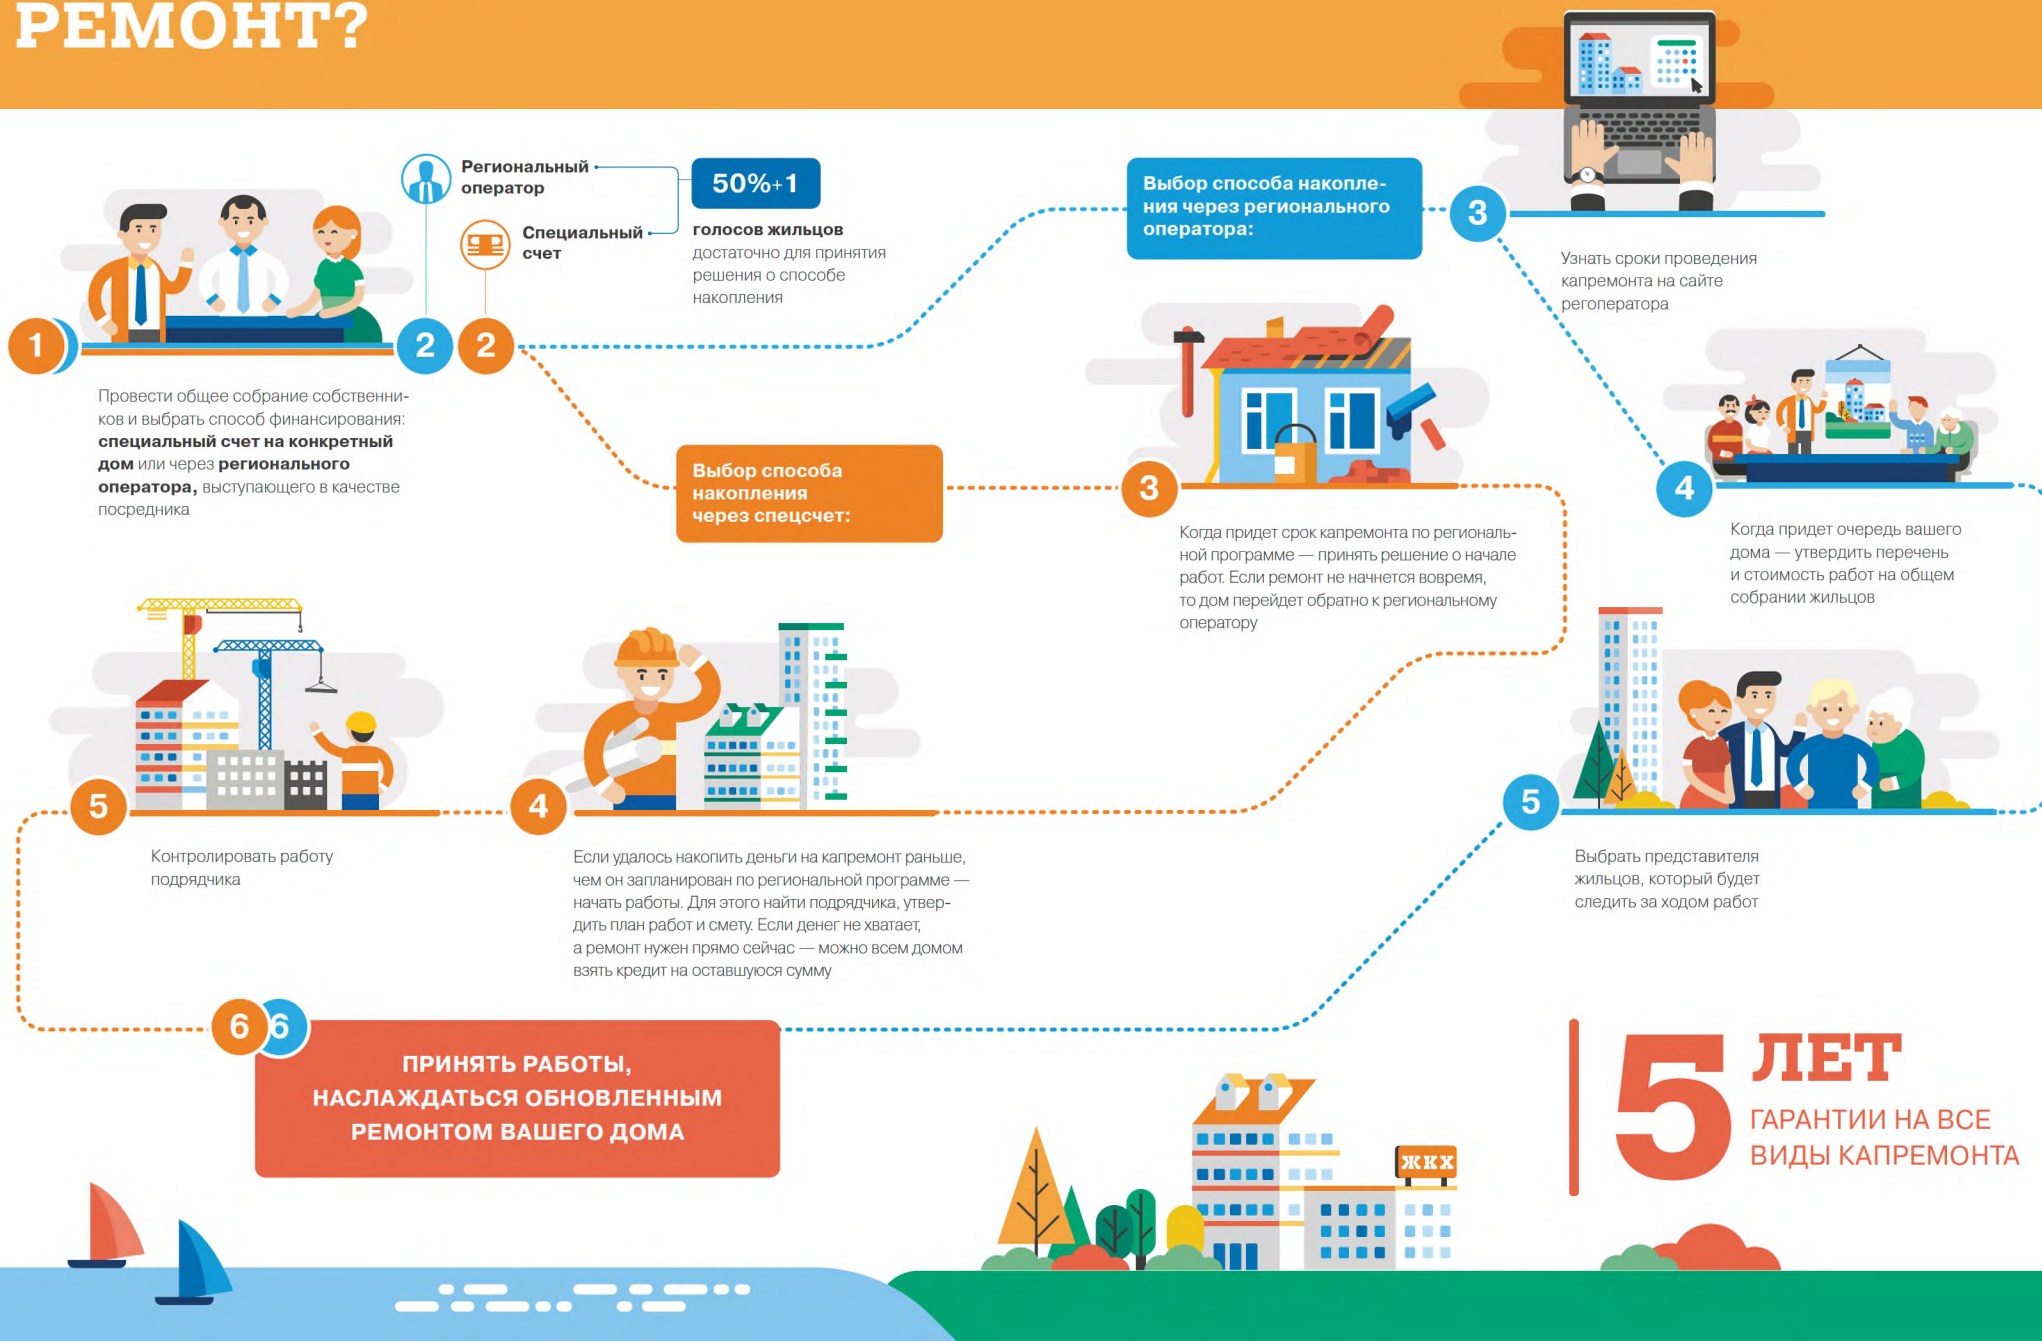 РЕМОНТ?
1
Провести общее собрание собственни-
ков и выбрать способ финансирования:
специальный счет на конкретный
дом или через регионального
оператора, выступающего в качестве
посредника
2
2
Региональный
оператор
Специальный
счет
50%+1
голосов жильцов
достаточно для принятия
решения о способе
накопления
Выбор способа накопле-
ния через регионального
оператора:
3
Узнать сроки проведения
капремонта на сайте
регоператора
4
Когда придет очередь вашего
дома — утвердить перечень
и стоимость работ на общем
собрании жильцов
5
Выбрать представителя
жильцов, который будет
следить за ходом работ
Выбор способа
накопления
через спецсчет:
3
Когда придет срок капремонта по региональ-
ной программе — принять решение о начале
работ. Если ремонт не начнется вовремя,
то дом перейдет обратно к региональному
оператору
4
Если удалось накопить деньги на капремонт раньше,
чем он запланирован по региональной программе —
начать работы. Для этого найти подрядчика, утвер-
дить план работ и смету. Если денег не хватает,
а ремонт нужен прямо сейчас — можно всем домом
взять кредит на оставшуюся сумму
5
Контролировать работу
подрядчика
6
6
ПРИНЯТЬ РАБОТЫ,
НАСЛАЖДАТЬСЯ ОБНОВЛЕННЫМ
РЕМОНТОМ ВАШЕГО ДОМА
5 ЛЕТ
ГАРАНТИИ НА ВСЕ
ВИДЫ КАПРЕМОНТА
ЖКХ